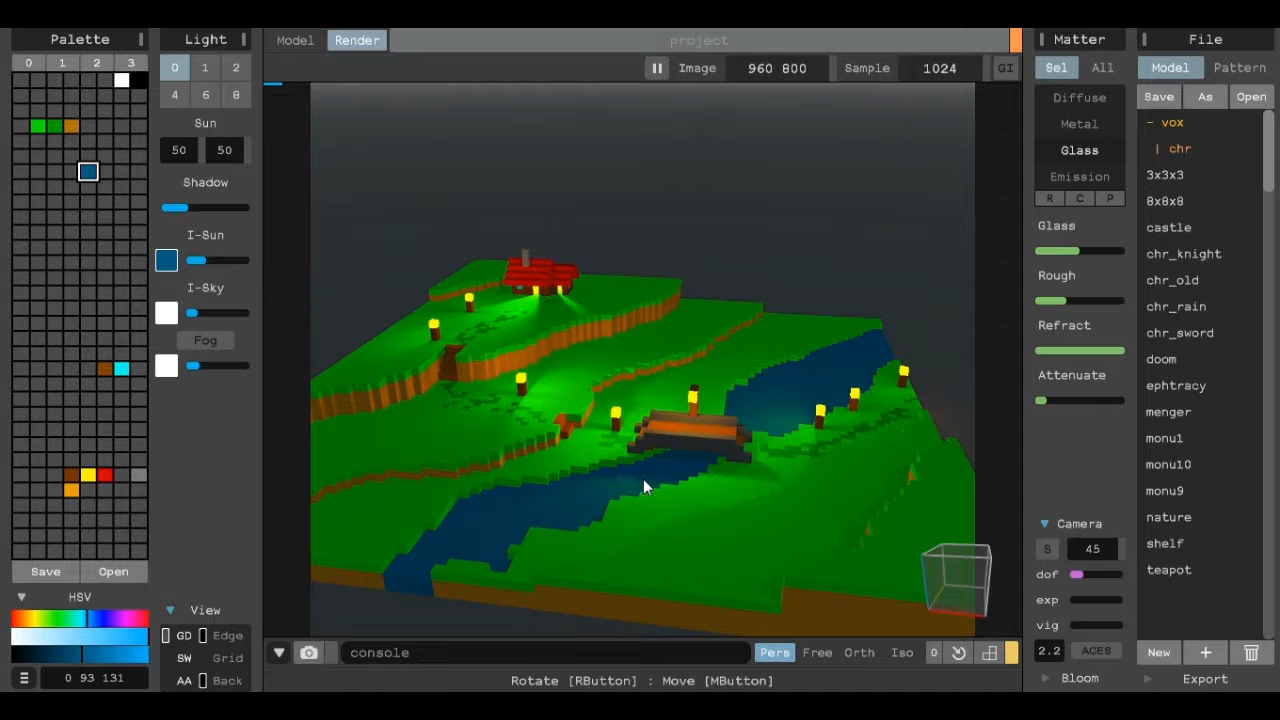 Palette
0 1 2 3
Save Open
HSV
0 93 131
Light
0 1 2
4 6 8
Sun
50 50
Shadow
I-Sun
I-Sky
Fog
View
GD Edge
SW Grid
AA Back
Model Render project
Image 960 800 Sample 1024 GI
console Pers Free Orth Iso 0
Rotate [RButton] : Move [MButton]
Matter
Sel All
Diffuse
Metal
Glass
Emission
R C P
Glass
Rough
Refract
Attenuate
Camera
S 45
dof
exp
vig
2.2 ACES
Bloom
File
Model Pattern
Save As Open
- vox
| chr
3x3x3
8x8x8
castle
chr_knight
chr_old
chr_rain
chr_sword
doom
ephtracy
menger
monu1
monu10
monu9
nature
shelf
teapot
New +
Export